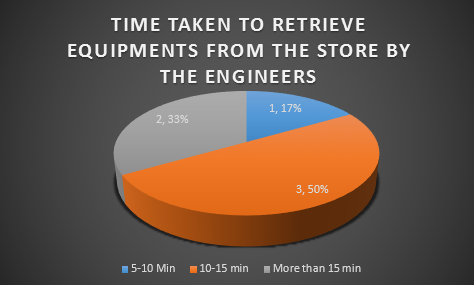 TIME TAKEN TO RETRIEVE
EQUIPMENTS FROM THE STORE BY
THE ENGINEERS
1, 17%
2, 33%
3, 50%
5-10 Min 10-15 min More than 15 min